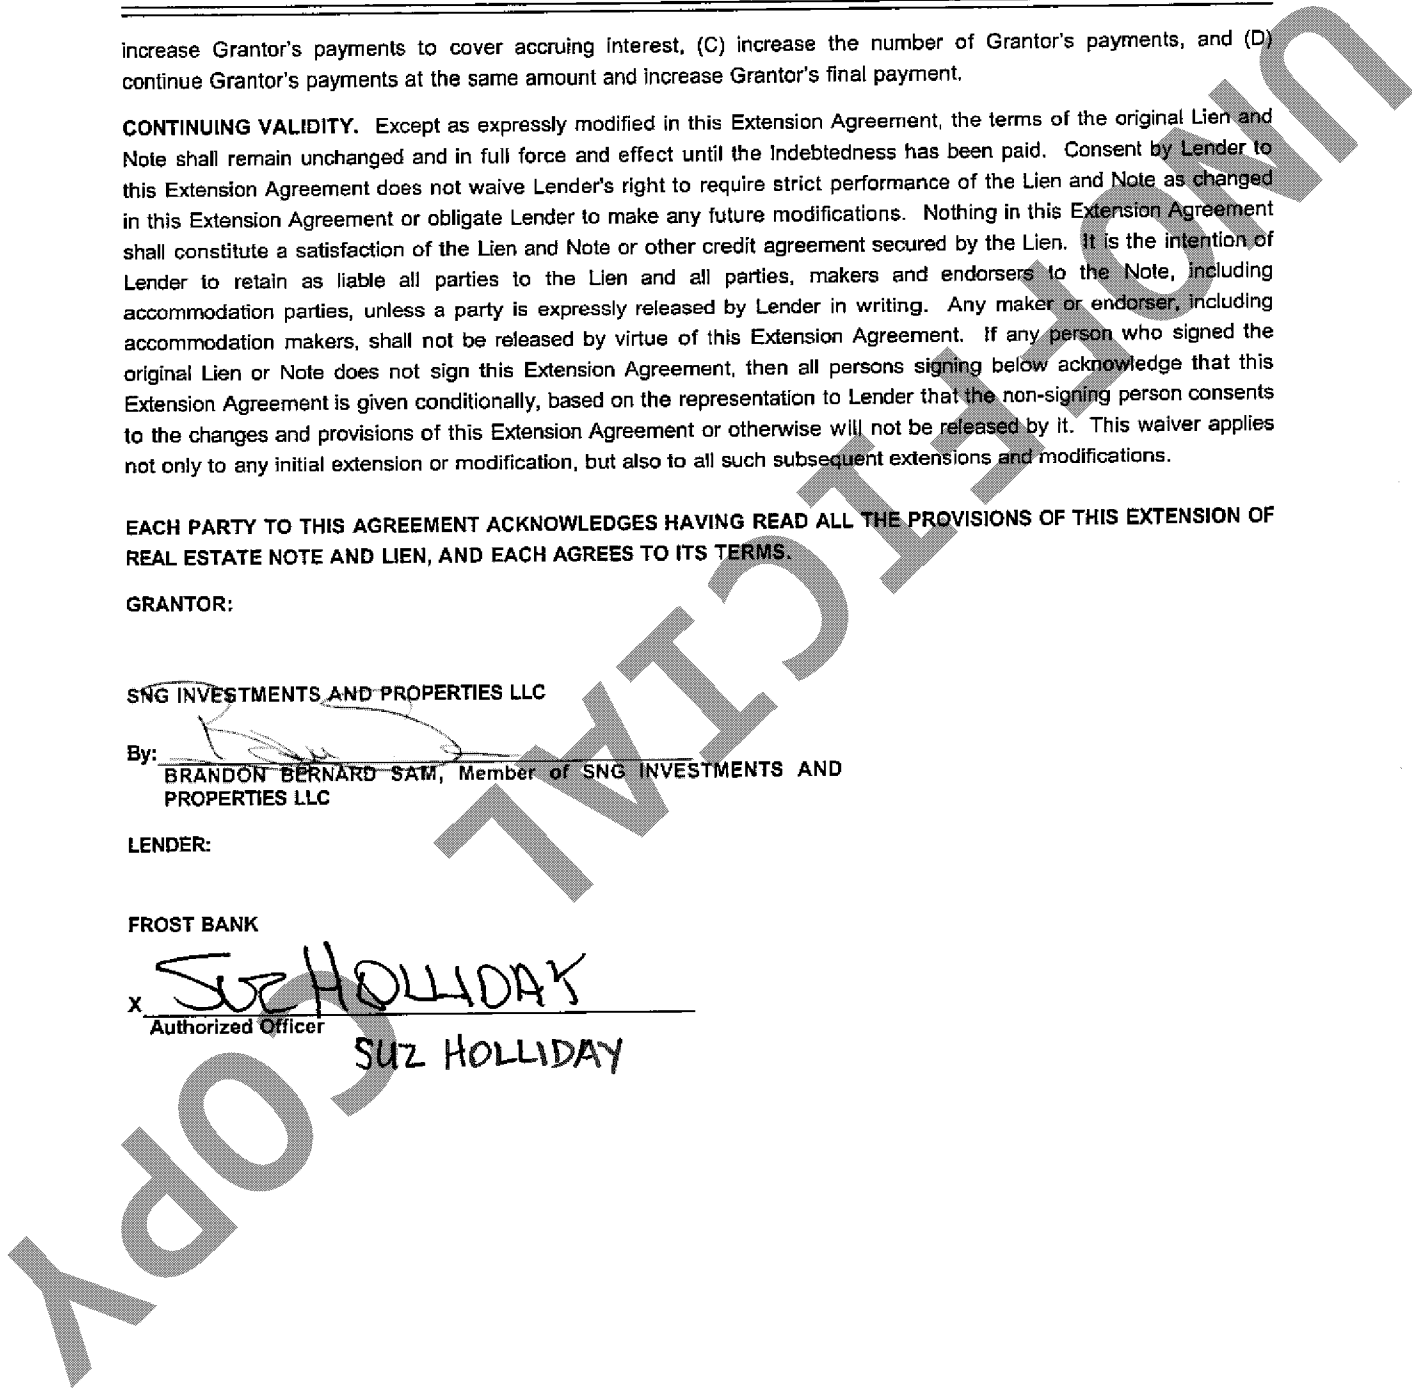 increase Grantor's payments to cover accruing interest, (C) increase the number of Grantor's payments, and (D)
continue Grantor's payments at the same amount and increase Grantor's final payment.
CONTINUING VALIDITY. Except as expressly modified in this Extension Agreement, the terms of the original Lien and
Note shall remain unchanged and in full force and effect until the Indebtedness has been paid. Consent by Lender to
this Extension Agreement does not waive Lender's right to require strict performance of the Lien and Note as changed
in this Extension Agreement or obligate Lender to make any future modifications. Nothing in this Extension Agreement
shall constitute a satisfaction of the Lien and Note or other credit agreement secured by the Lien. It is the intention of
Lender to retain as liable all parties to the Lien and all parties, makers and endorsers to the Note, including
accommodation parties, unless a party is expressly released by Lender in writing. Any maker or endorser, including
accommodation makers, shall not be released by virtue of this Extension Agreement. If any person who signed the
original Lien or Note does not sign this Extension Agreement, then all persons signing below acknowledge that this
Extension Agreement is given conditionally, based on the representation to Lender that the non-signing person consents
to the changes and provisions of this Extension Agreement or otherwise will not be released by it. This waiver applies
not only to any initial extension or modification, but also to all such subsequent extensions and modifications.
EACH PARTY TO THIS AGREEMENT ACKNOWLEDGES HAVING READ ALL THE PROVISIONS OF THIS EXTENSION OF
REAL ESTATE NOTE AND LIEN, AND EACH AGREES TO ITS TERMS.
GRANTOR:
SNG INVESTMENTS AND PROPERTIES LLC
By:
BRANDON BERNARD SAM, Member of SNG INVESTMENTS AND
PROPERTIES LLC
LENDER:
FROST BANK
X SUZ HOLLIDAY
Authorized Officer
SUZ HOLLIDAY
UNOFFICIAL COPY